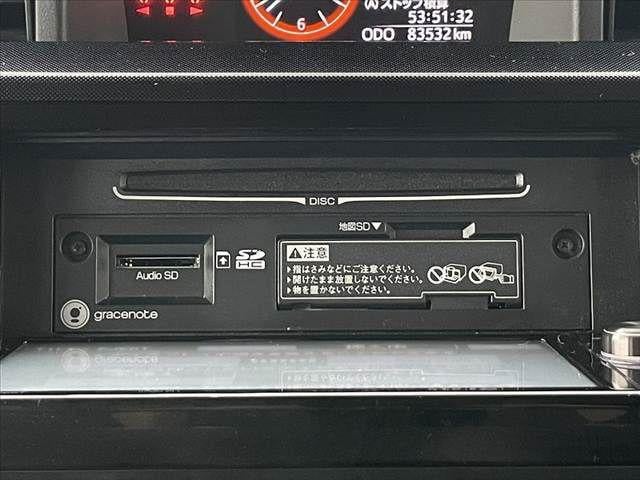 (A)ストップ積算
53:51:32
6
ODO 83532km
DISC
地図SD▼
Audio SD
SD
HC
⚠注意
▶指はさみなどにご注意ください。
▶開けたまま放置しないでください。
▶物を置かないでください。
gracenote